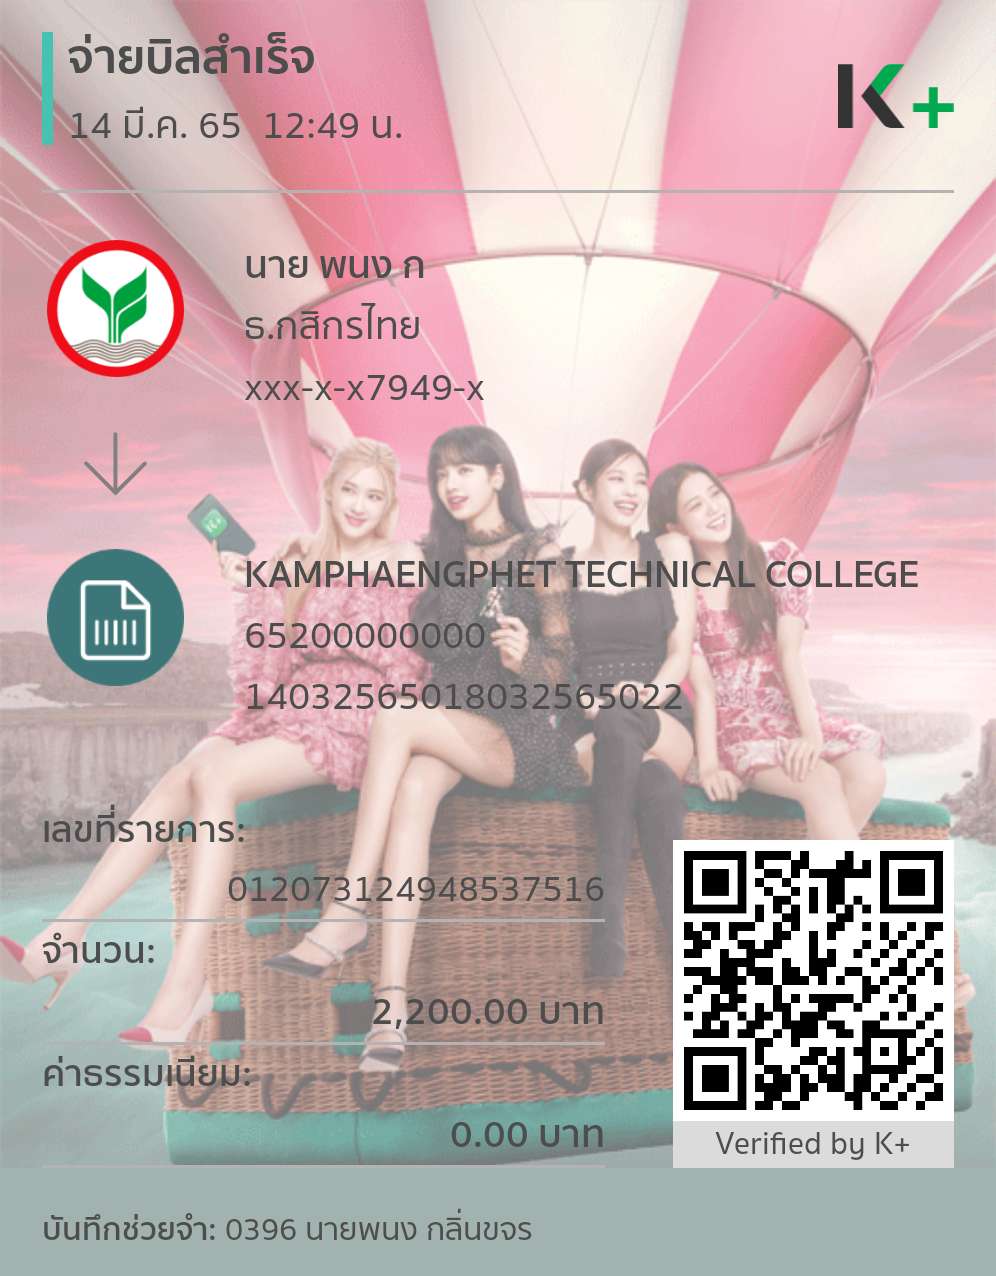 จ่ายบิลสำเร็จ
14 มี.ค. 65 12:49 น.
K+
นาย พนง ก
ธ.กสิกรไทย
xxx-x-x7949-x
KAMPHAENGPHET TECHNICAL COLLEGE
65200000000
14032565018032565022
เลขที่รายการ:
012073124948537516
จำนวน:
2,200.00 บาท
ค่าธรรมเนียม:
0.00 บาท
Verified by K+
บันทึกช่วยจำ: 0396 นายพนง กลิ่นขจร